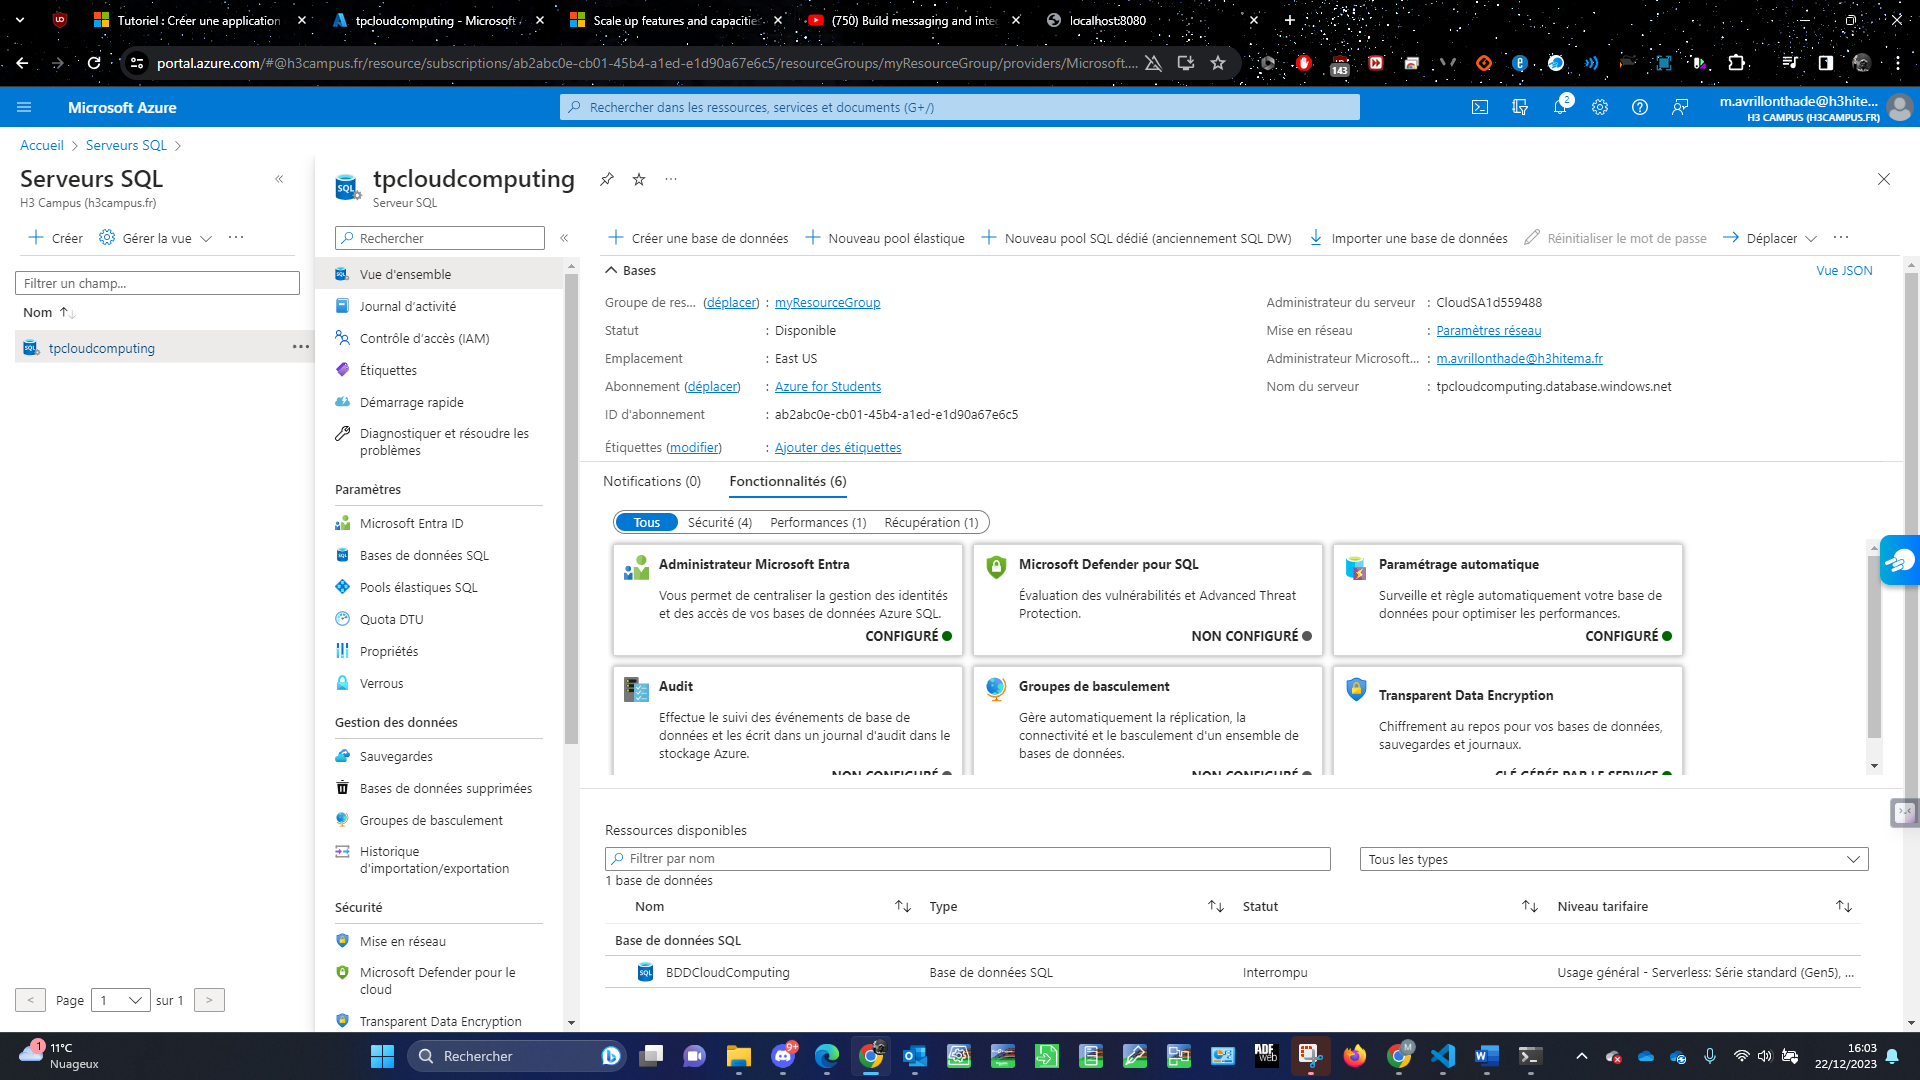 Tutoriel : Créer une application
tpcloudcomputing - Microsoft
Scale up features and capacities
(750) Build messaging and inte
localhost:8080
portal.azure.com/#@h3campus.fr/resource/subscriptions/ab2abc0e-cb01-45b4-a1ed-e1d90a67e6c5/resourceGroups/myResourceGroup/providers/Microsoft....
143
Microsoft Azure
Rechercher dans les ressources, services et documents (G+/)
2
m.avrillonthade@h3hite...
H3 CAMPUS (H3CAMPUS.FR)
Accueil > Serveurs SQL >
Serveurs SQL
H3 Campus (h3campus.fr)
Créer
Gérer la vue
Filtrer un champ...
Nom
tpcloudcomputing
< Page 1 sur 1 >
tpcloudcomputing
Serveur SQL
Rechercher
Vue d'ensemble
Journal d'activité
Contrôle d'accès (IAM)
Étiquettes
Démarrage rapide
Diagnostiquer et résoudre les
problèmes
Paramètres
Microsoft Entra ID
Bases de données SQL
Pools élastiques SQL
Quota DTU
Propriétés
Verrous
Gestion des données
Sauvegardes
Bases de données supprimées
Groupes de basculement
Historique
d'importation/exportation
Sécurité
Mise en réseau
Microsoft Defender pour le
cloud
Transparent Data Encryption
Créer une base de données
Nouveau pool élastique
Nouveau pool SQL dédié (anciennement SQL DW)
Importer une base de données
Réinitialiser le mot de passe
Déplacer
Bases
Vue JSON
Groupe de res... (déplacer) : myResourceGroup
Statut : Disponible
Emplacement : East US
Abonnement (déplacer) : Azure for Students
ID d'abonnement : ab2abc0e-cb01-45b4-a1ed-e1d90a67e6c5
Étiquettes (modifier) : Ajouter des étiquettes
Administrateur du serveur : CloudSA1d559488
Mise en réseau : Paramètres réseau
Administrateur Microsoft... : m.avrillonthade@h3hitema.fr
Nom du serveur : tpcloudcomputing.database.windows.net
Notifications (0)
Fonctionnalités (6)
Tous
Sécurité (4)
Performances (1)
Récupération (1)
Administrateur Microsoft Entra
Vous permet de centraliser la gestion des identités
et des accès de vos bases de données Azure SQL.
CONFIGURÉ
Microsoft Defender pour SQL
Évaluation des vulnérabilités et Advanced Threat
Protection.
NON CONFIGURÉ
Paramétrage automatique
Surveille et règle automatiquement votre base de
données pour optimiser les performances.
CONFIGURÉ
Audit
Effectue le suivi des événements de base de
données et les écrit dans un journal d'audit dans le
stockage Azure.
NON CONFIGURÉ
Groupes de basculement
Gère automatiquement la réplication, la
connectivité et le basculement d'un ensemble de
bases de données.
NON CONFIGURÉ
Transparent Data Encryption
Chiffrement au repos pour vos bases de données,
sauvegardes et journaux.
CLÉ GÉRÉE PAR LE SERVICE
Ressources disponibles
Filtrer par nom
Tous les types
1 base de données
Nom
Type
Statut
Niveau tarifaire
Base de données SQL
BDDCloudComputing
Base de données SQL
Interrompu
Usage général - Serverless: Série standard (Gen5), ...
1
11°C
Nuageux
Rechercher
9+
ADF
web
M
16:03
22/12/2023